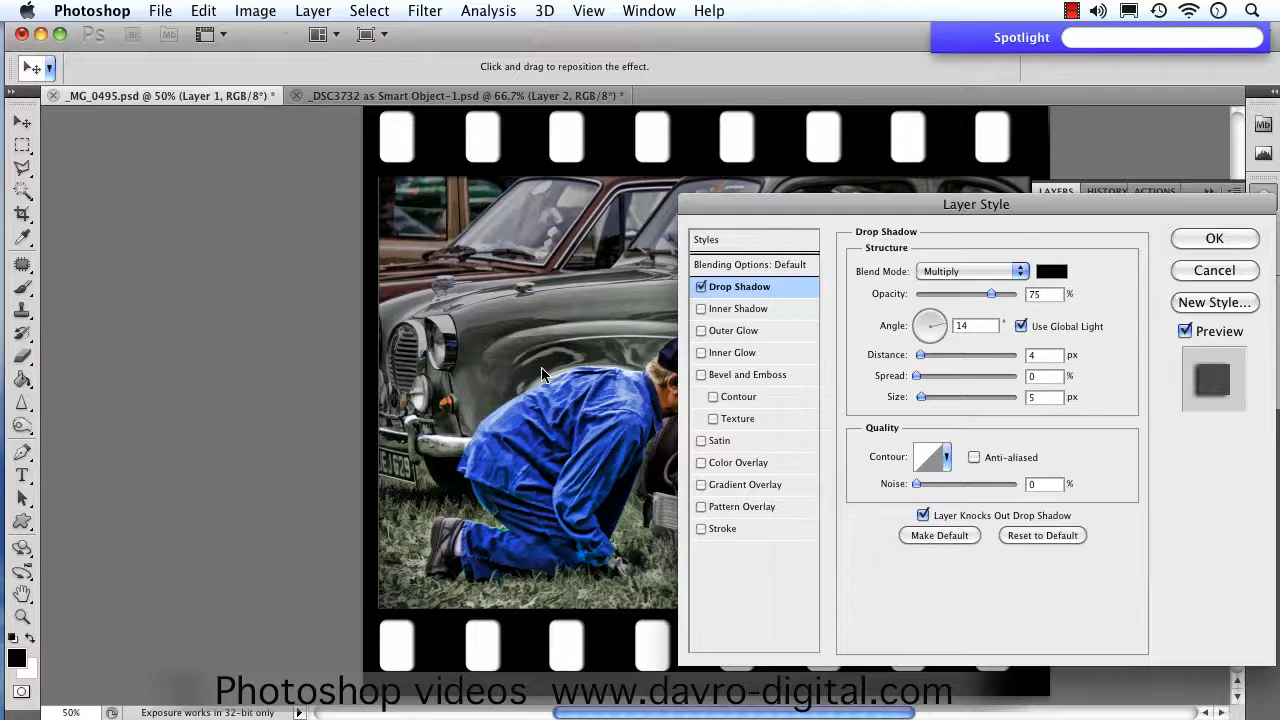 Photoshop File Edit Image Layer Select Filter Analysis 3D View Window Help
Spotlight
Ps Br Mb
Click and drag to reposition the effect.
_MG_0495.psd @ 50% (Layer 1, RGB/8*) *
_DSC3732 as Smart Object-1.psd @ 66.7% (Layer 2, RGB/8*) *
Mb
LAYERS HISTORY ACTIONS
Layer Style
Styles
Blending Options: Default
Drop Shadow
Inner Shadow
Outer Glow
Inner Glow
Bevel and Emboss
Contour
Texture
Satin
Color Overlay
Gradient Overlay
Pattern Overlay
Stroke
Drop Shadow
Structure
Blend Mode: Multiply
Opacity: 75 %
Angle: 14 °
Use Global Light
Distance: 4 px
Spread: 0 %
Size: 5 px
Quality
Contour:
Anti-aliased
Noise: 0 %
Layer Knocks Out Drop Shadow
Make Default
Reset to Default
OK
Cancel
New Style...
Preview
T
Photoshop videos www.davro-digital.com
50%
Exposure works in 32-bit only